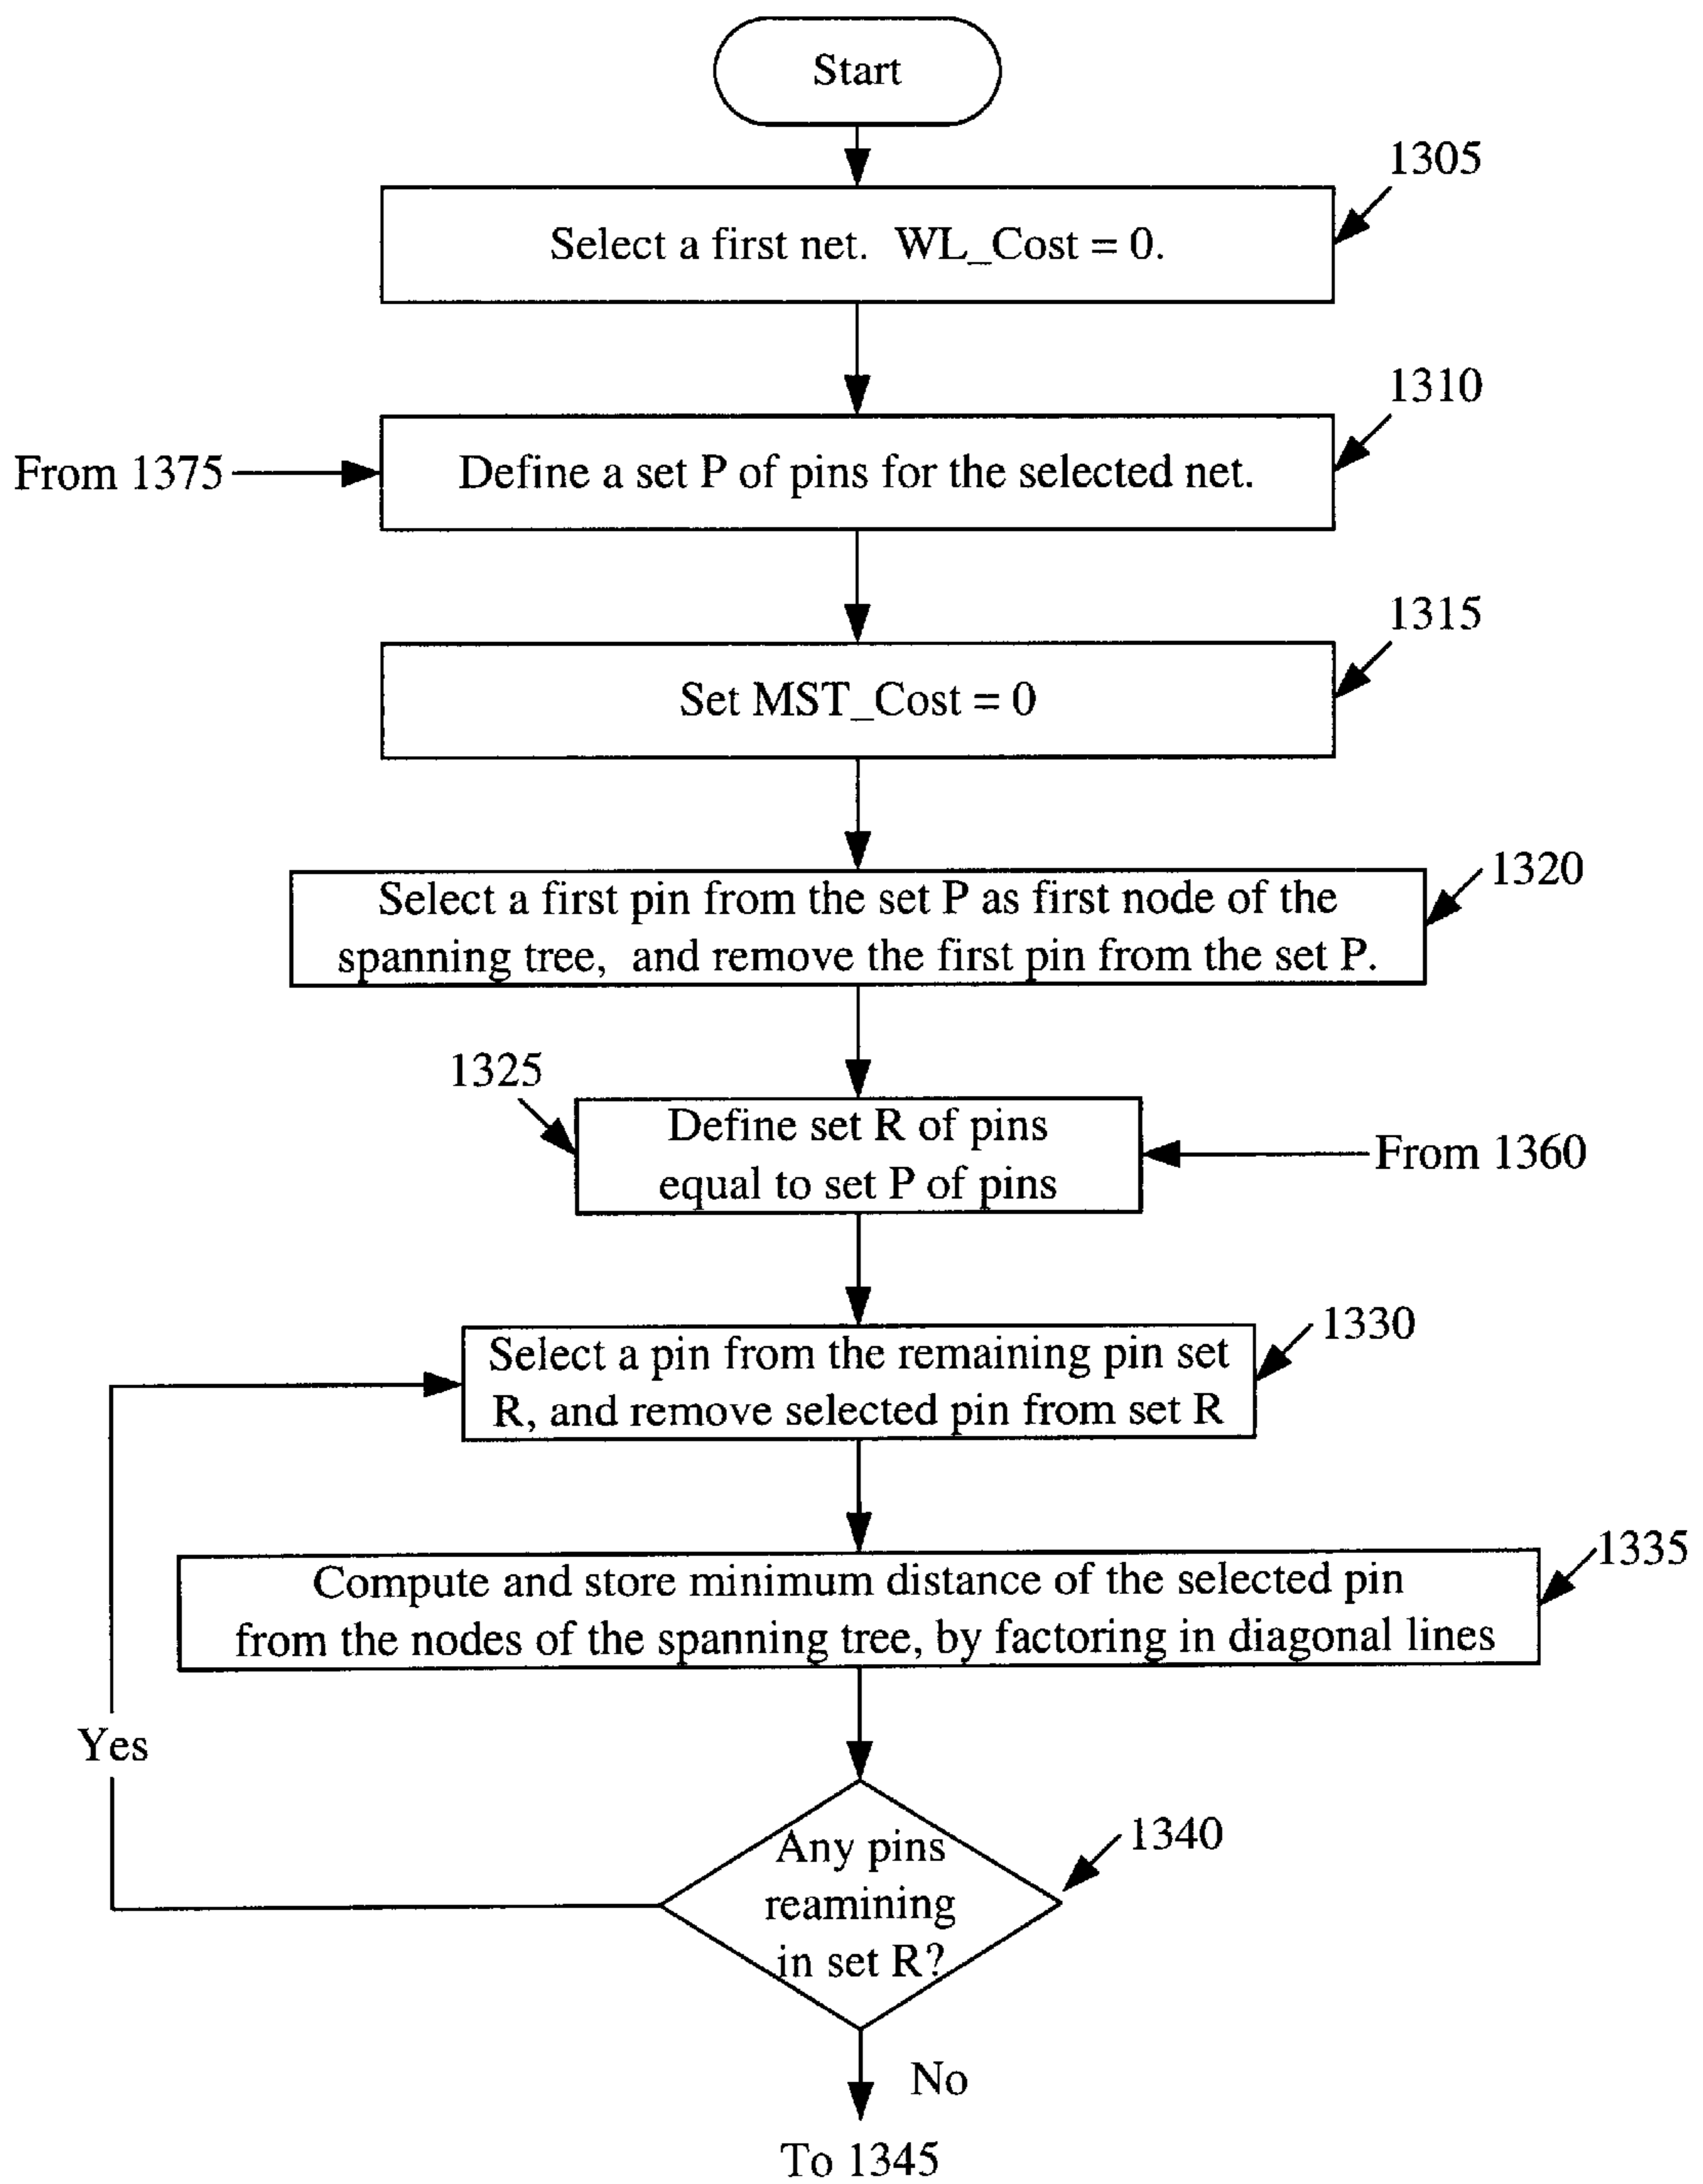 Start
1305
Select a first net. WL_Cost = 0.
1310
From 1375
Define a set P of pins for the selected net.
1315
Set MST_Cost = 0
1320
Select a first pin from the set P as first node of the
spanning tree, and remove the first pin from the set P.
1325
Define set R of pins
equal to set P of pins
From 1360
1330
Select a pin from the remaining pin set
R, and remove selected pin from set R
1335
Compute and store minimum distance of the selected pin
from the nodes of the spanning tree, by factoring in diagonal lines
Yes
1340
Any pins
reamining
in set R?
No
To 1345